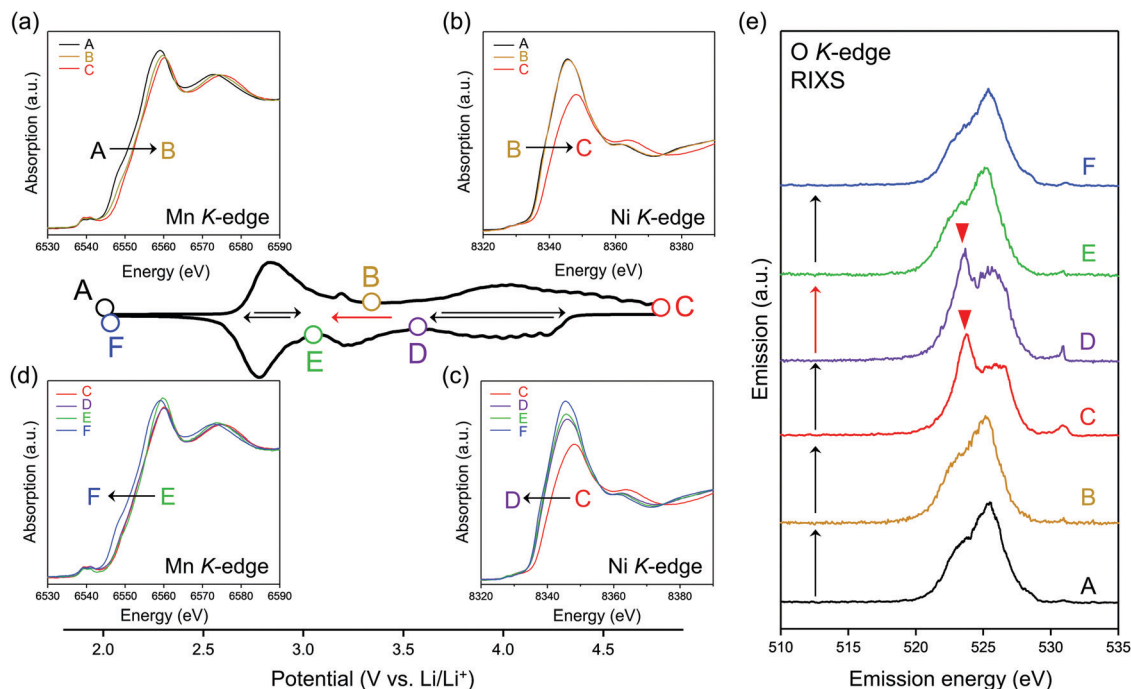 (a)
A
B
C
Absorption (a.u.)
A
B
Mn K-edge
6530 6540 6550 6560 6570 6580 6590
Energy (eV)
(b)
A
B
C
Absorption (a.u.)
B
C
Ni K-edge
8320 8340 8360 8380
Energy (eV)
A
F
B
E
D
C
(d)
C
D
E
F
Absorption (a.u.)
F
E
Mn K-edge
6530 6540 6550 6560 6570 6580 6590
Energy (eV)
(c)
C
D
E
F
Absorption (a.u.)
D
C
Ni K-edge
8320 8340 8360 8380
Energy (eV)
2.0 2.5 3.0 3.5 4.0 4.5
Potential (V vs. Li/Li⁺)
(e)
O K-edge
RIXS
Emission (a.u.)
F
E
D
C
B
A
510 515 520 525 530 535
Emission energy (eV)